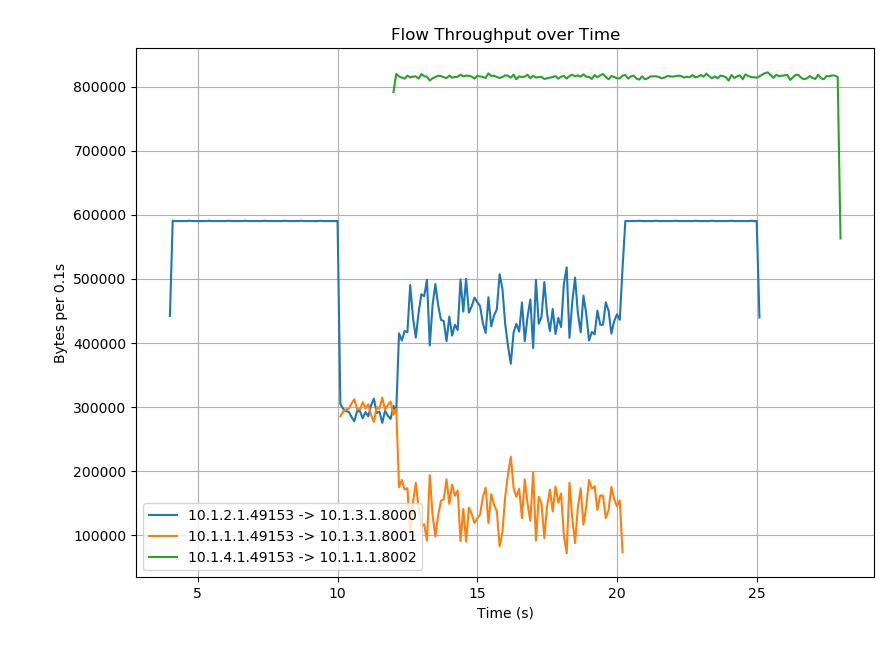 Flow Throughput over Time
Bytes per 0.1s
800000
700000
600000
500000
400000
300000
200000
100000
10.1.2.1.49153 -> 10.1.3.1.8000
10.1.1.1.49153 -> 10.1.3.1.8001
10.1.4.1.49153 -> 10.1.1.1.8002
5
10
15
20
25
Time (s)